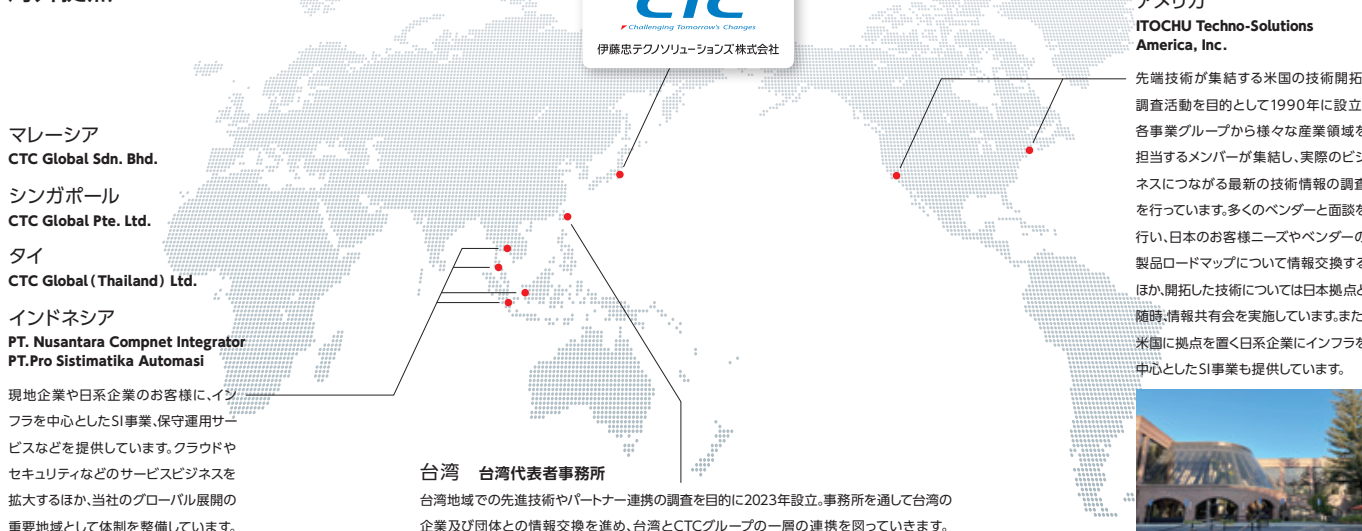 CTC
Challenging Tomorrow's Changes
伊藤忠テクノソリューションズ株式会社
マレーシア
CTC Global Sdn. Bhd.
シンガポール
CTC Global Pte. Ltd.
タイ
CTC Global (Thailand) Ltd.
インドネシア
PT. Nusantara Compnet Integrator
PT.Pro Sistimatika Automasi
現地企業や日系企業のお客様に、イン
フラを中心としたSI事業、保守運用サー
ビスなどを提供しています。クラウドや
セキュリティなどのサービスビジネスを
拡大するほか、当社のグローバル展開の
重要地域として体制を整備しています。
台湾 台湾代表者事務所
台湾地域での先進技術やパートナー連携の調査を目的に2023年設立。事務所を通して台湾の
企業及び団体との情報交換を進め、台湾とCTCグループの一層の連携を図っていきます。
アメリカ
ITOCHU Techno-Solutions
America, Inc.
先端技術が集結する米国の技術開拓
調査活動を目的として1990年に設立
各事業グループから様々な産業領域を
担当するメンバーが集結し、実際のビジ
ネスにつながる最新の技術情報の調査
を行っています。多くのベンダーと面談を
行い、日本のお客様ニーズやベンダーの
製品ロードマップについて情報交換する
ほか、開拓した技術については日本拠点と
随時、情報共有会を実施しています。また
米国に拠点を置く日系企業にインフラを
中心としたSI事業も提供しています。